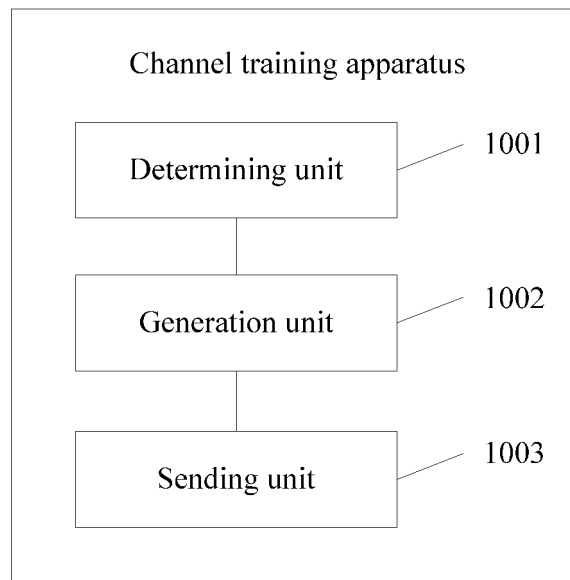 Channel training apparatus
Determining unit
1001
Generation unit
1002
Sending unit
1003